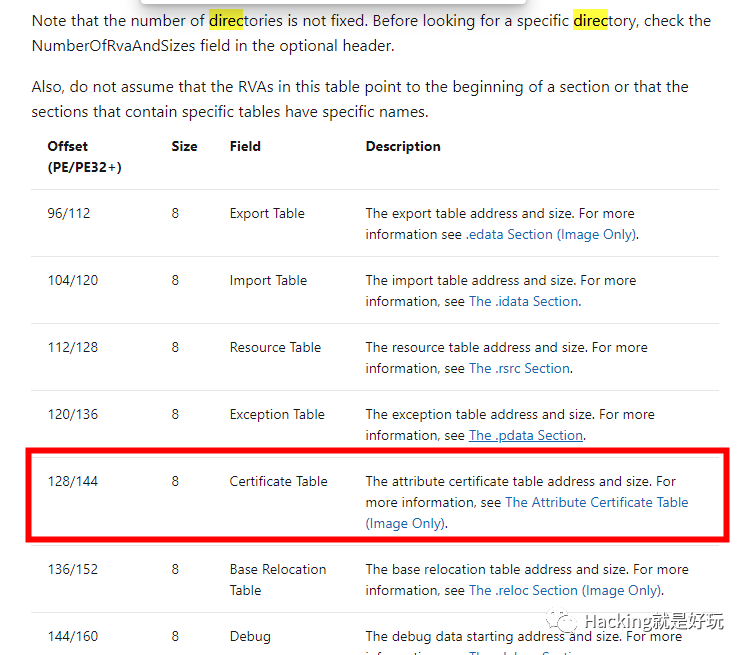 Note that the number of directories is not fixed. Before looking for a specific directory, check the
NumberOfRvaAndSizes field in the optional header.
Also, do not assume that the RVAs in this table point to the beginning of a section or that the
sections that contain specific tables have specific names.
Offset Size Field Description
(PE/PE32+)
96/112 8 Export Table The export table address and size. For more
information see .edata Section (Image Only).
104/120 8 Import Table The import table address and size. For more
information, see The .idata Section.
112/128 8 Resource Table The resource table address and size. For more
information, see The .rsrc Section.
120/136 8 Exception Table The exception table address and size. For more
information, see The .pdata Section.
128/144 8 Certificate Table The attribute certificate table address and size. For
more information, see The Attribute Certificate Table
(Image Only).
136/152 8 Base Relocation The base relocation table address and size. For more
Table information, see The .reloc Section (Image Only).
Hacking就是好玩
144/160 8 Debug The debug data starting address and size. For more